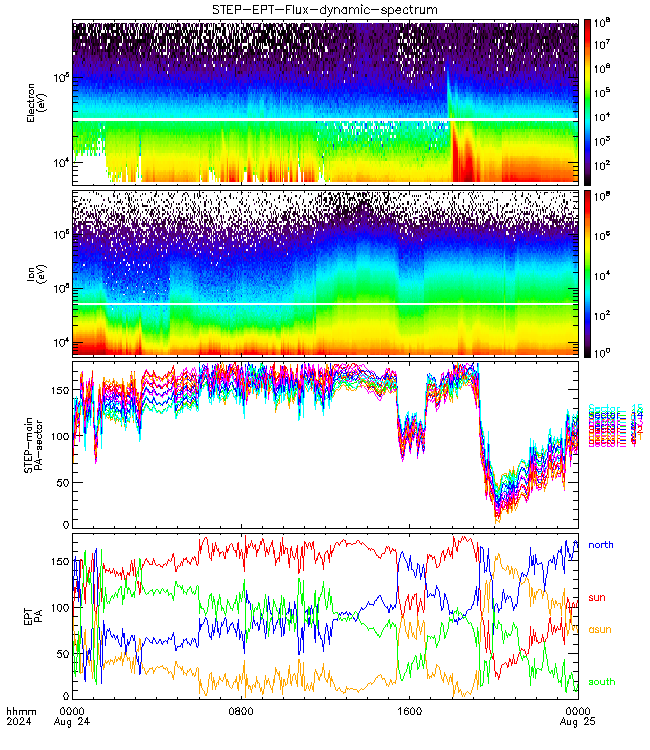 STEP-EPT-Flux-dynamic-spectrum
Electron
(eV)
10^5
10^4
10^8
10^7
10^6
10^5
10^4
10^3
10^2
Ion
(eV)
10^6
10^5
10^4
10^8
10^6
10^4
10^2
10^0
STEP-main
PA-sector
150
100
50
0
Sector 14
EPT
PA
150
100
50
0
north
sun
asun
south
hhmm
2024
0000
Aug 24
0800
1600
0000
Aug 25